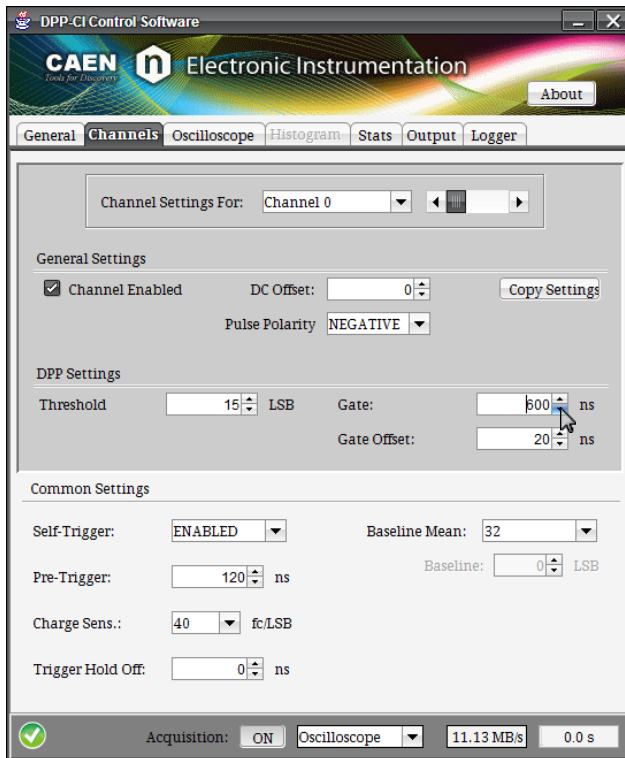 DPP-CI Control Software
CAEN n Electronic Instrumentation
Tools for Discovery
About
General Channels Oscilloscope Histogram Stats Output Logger
Channel Settings For: Channel 0
General Settings
Channel Enabled DC Offset: 0 Copy Settings
Pulse Polarity NEGATIVE
DPP Settings
Threshold 15 LSB Gate: 600 ns
Gate Offset: 20 ns
Common Settings
Self-Trigger: ENABLED Baseline Mean: 32
Pre-Trigger: 120 ns Baseline: 0 LSB
Charge Sens.: 40 fc/LSB
Trigger Hold Off: 0 ns
Acquisition: ON Oscilloscope 11.13 MB/s 0.0 s